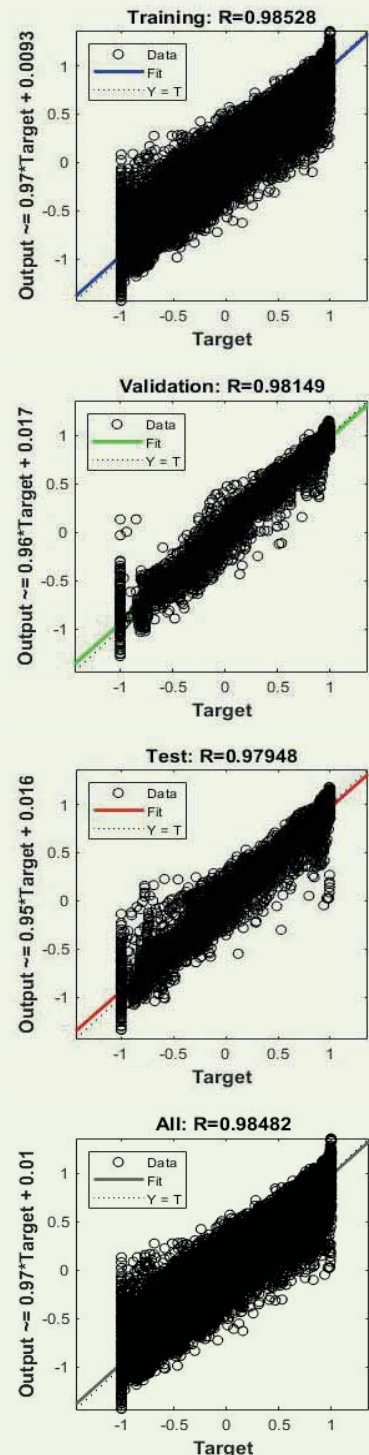 Training: R=0.98528
Output ~= 0.97*Target + 0.0093
Data
Fit
Y = T
1
0.5
0
-0.5
-1
-1
-0.5
0
0.5
1
Target
Validation: R=0.98149
Output ~= 0.96*Target + 0.017
Data
Fit
Y = T
1
0.5
0
-0.5
-1
-1
-0.5
0
0.5
1
Target
Test: R=0.97948
Output ~= 0.95*Target + 0.016
Data
Fit
Y = T
1
0.5
0
-0.5
-1
-1
-0.5
0
0.5
1
Target
All: R=0.98482
Output ~= 0.97*Target + 0.01
Data
Fit
Y = T
1
0.5
0
-0.5
-1
-1
-0.5
0
0.5
1
Target